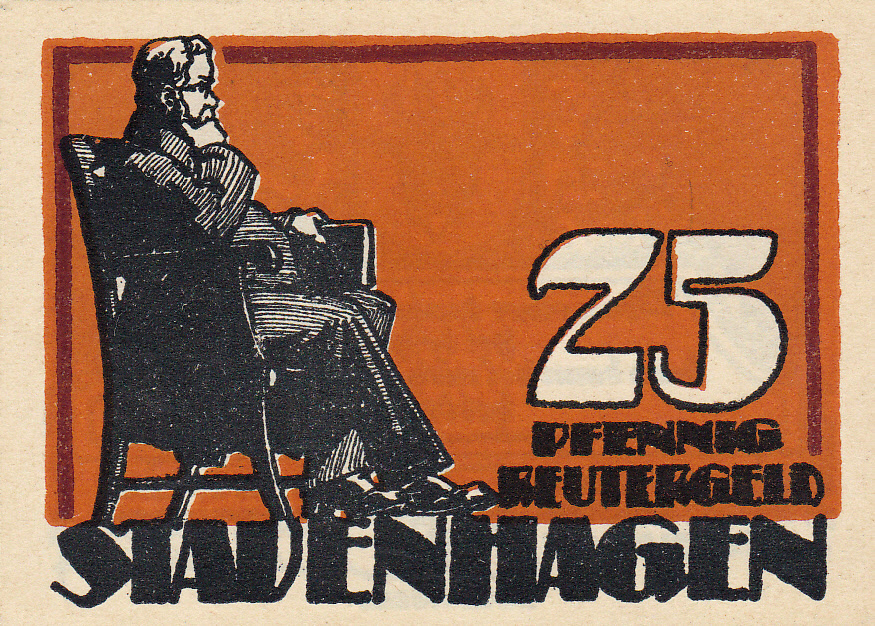 25
PFENNIG
REUTERGELD
STAVENHAGEN